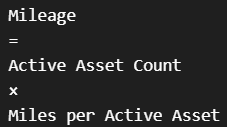 Mileage
=
Active Asset Count
x
Miles per Active Asset